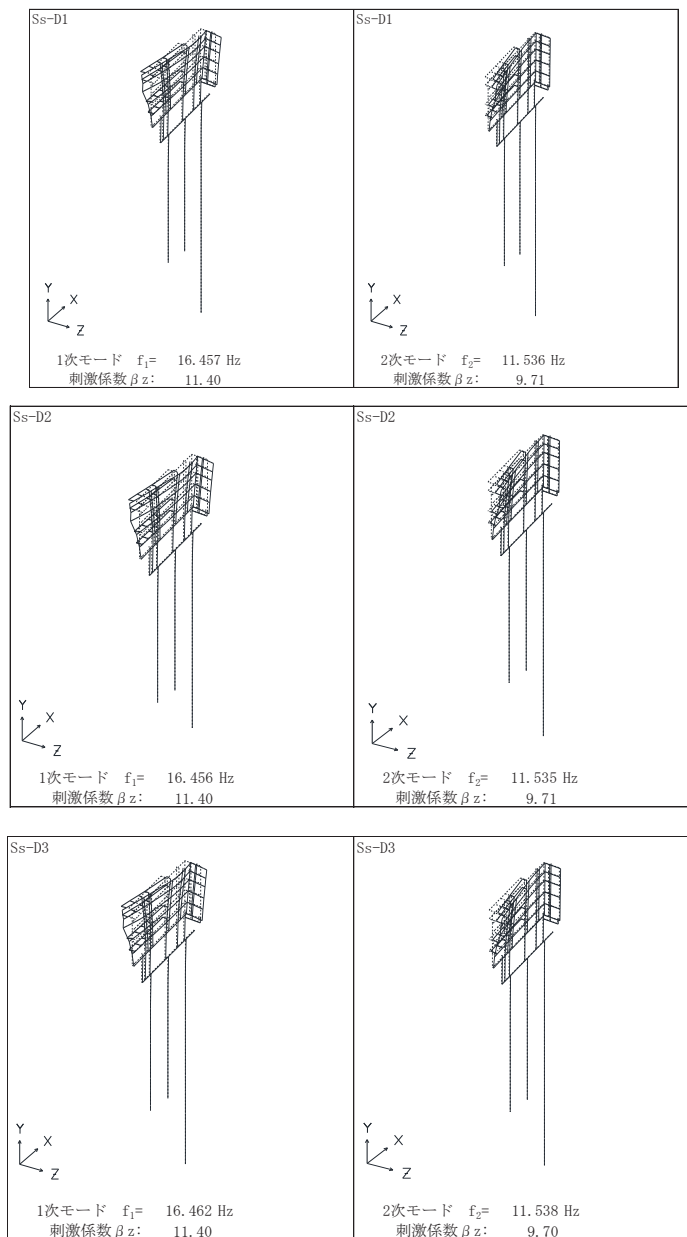 Ss-D1
Y
X
Z
1次モード f₁= 16.457 Hz
刺激係数βz: 11.40
Ss-D1
Y
X
Z
2次モード f₂= 11.536 Hz
刺激係数βz: 9.71
Ss-D2
Y
X
Z
1次モード f₁= 16.456 Hz
刺激係数βz: 11.40
Ss-D2
Y
X
Z
2次モード f₂= 11.535 Hz
刺激係数βz: 9.71
Ss-D3
Y
X
Z
1次モード f₁= 16.462 Hz
刺激係数βz: 11.40
Ss-D3
Y
X
Z
2次モード f₂= 11.538 Hz
刺激係数βz: 9.70